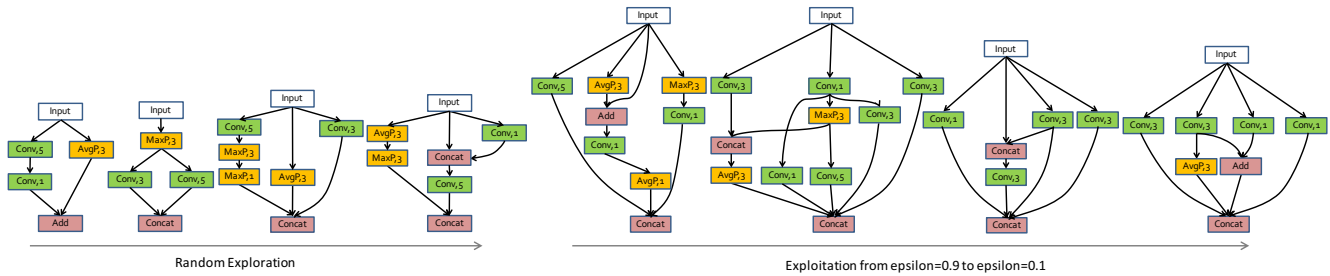 Input
Conv,5
AvgP,3
Conv,1
Add
Input
MaxP,3
Conv,3
Conv,5
Concat
Input
Conv,5
Conv,3
MaxP,3
MaxP,1
AvgP,3
Concat
Input
AvgP,3
Conv,1
MaxP,3
Concat
Conv,5
Concat
Random Exploration
Input
Conv,5
AvgP,3
MaxP,3
Add
Conv,1
Conv,1
AvgP,1
Concat
Input
Conv,3
Conv,1
Conv,3
MaxP,3
Conv,3
Concat
AvgP,3
Conv,1
Conv,5
Concat
Input
Conv,1
Conv,3
Conv,3
Concat
Conv,3
Concat
Input
Conv,3
Conv,3
Conv,1
Conv,1
AvgP,3
Add
Concat
Exploitation from epsilon=0.9 to epsilon=0.1